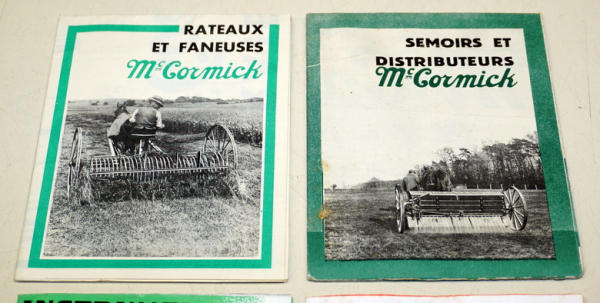 RATEAUX
ET FANEUSES
McCormick
SEMOIRS ET
DISTRIBUTEURS
McCormick